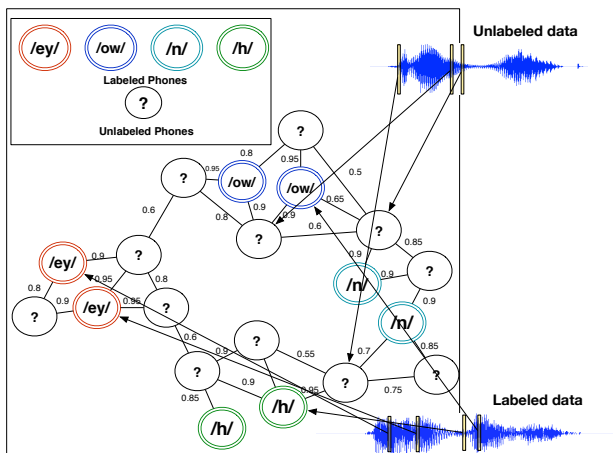 Unlabeled data
/ey/ /ow/ /n/ /h/
Labeled Phones
?
Unlabeled Phones
?
0.8
0.95 0.95 0.5
? /ow/ /ow/
0.65
0.8 0.9 0.9
0.6 0.6 ?
?
0.85
? 0.9
/ey/ 0.9 0.9 ?
0.8 0.95 0.8 /n/
0.9 /ey/ 0.95 ? 0.9
? /n/
0.6
? 0.85
0.9 0.55 0.7
? ? ?
0.9 0.95 0.75
0.85 /h/
/h/
Labeled data